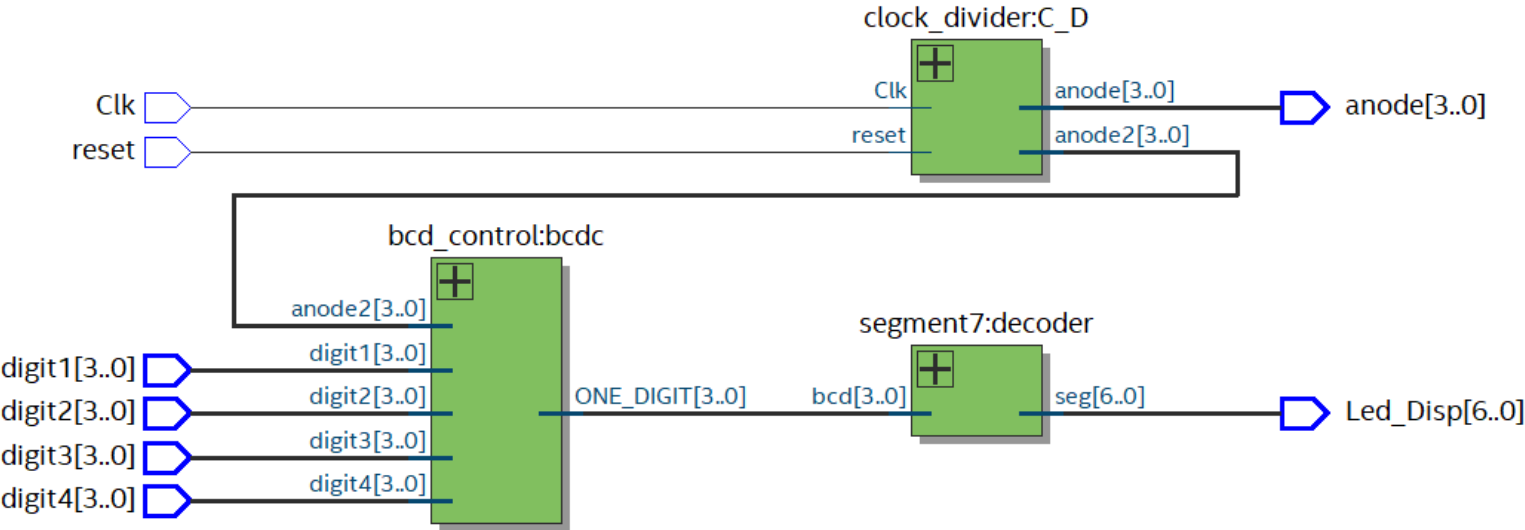 clock_divider:C_D
Clk
Clk
anode[3..0]
anode[3..0]
reset
reset
anode2[3..0]
bcd_control:bcdc
anode2[3..0]
segment7:decoder
digit1[3..0]
digit1[3..0]
digit2[3..0]
digit2[3..0]
ONE_DIGIT[3..0]
bcd[3..0]
seg[6..0]
Led_Disp[6..0]
digit3[3..0]
digit3[3..0]
digit4[3..0]
digit4[3..0]